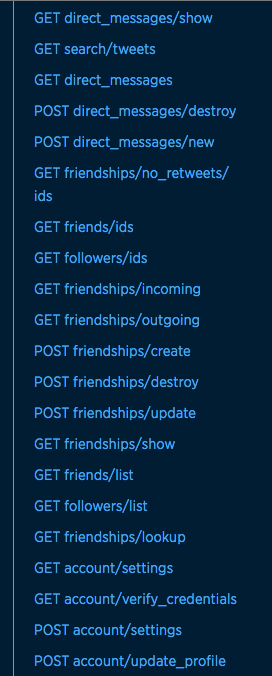 GET direct_messages/show
GET search/tweets
GET direct_messages
POST direct_messages/destroy
POST direct_messages/new
GET friendships/no_retweets/
ids
GET friends/ids
GET followers/ids
GET friendships/incoming
GET friendships/outgoing
POST friendships/create
POST friendships/destroy
POST friendships/update
GET friendships/show
GET friends/list
GET followers/list
GET friendships/lookup
GET account/settings
GET account/verify_credentials
POST account/settings
POST account/update_profile